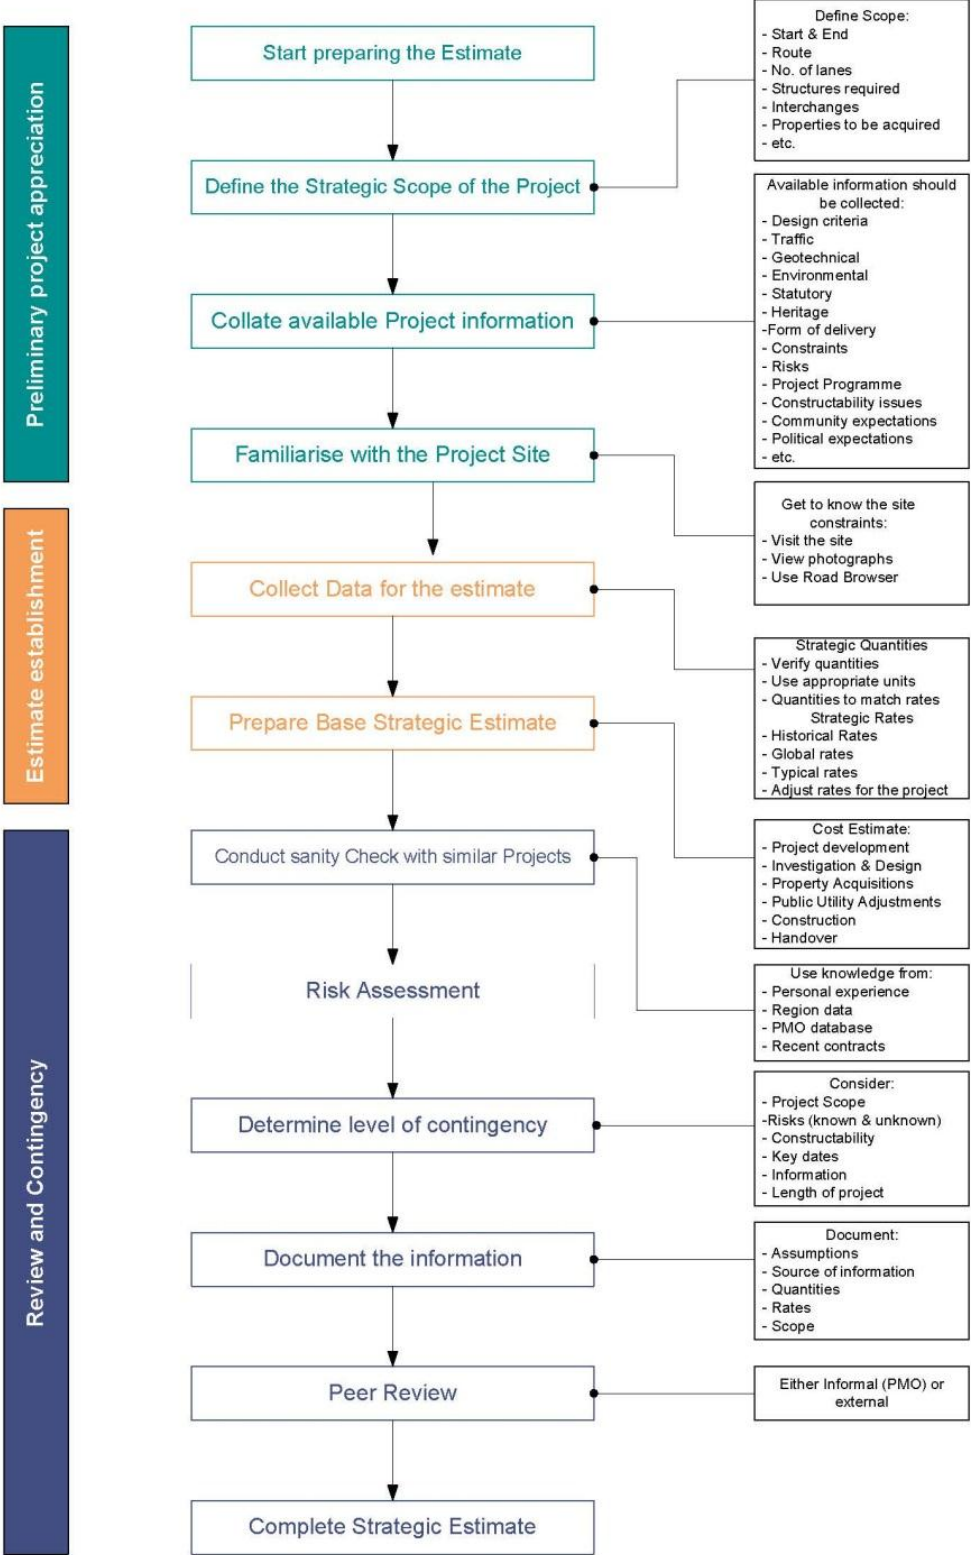 Preliminary project appreciation
Start preparing the Estimate
Define the Strategic Scope of the Project
Collate available Project information
Familiarise with the Project Site
Estimate establishment
Collect Data for the estimate
Prepare Base Strategic Estimate
Review and Contingency
Conduct sanity Check with similar Projects
Risk Assessment
Determine level of contingency
Document the information
Peer Review
Complete Strategic Estimate
Define Scope:
- Start & End
- Route
- No. of lanes
- Structures required
- Interchanges
- Properties to be acquired
- etc.
Available information should
be collected:
- Design criteria
- Traffic
- Geotechnical
- Environmental
- Statutory
- Heritage
-Form of delivery
- Constraints
- Risks
- Project Programme
- Constructability issues
- Community expectations
- Political expectations
- etc.
Get to know the site
constraints:
- Visit the site
- View photographs
- Use Road Browser
Strategic Quantities
- Verify quantities
- Use appropriate units
- Quantities to match rates
Strategic Rates
- Historical Rates
- Global rates
- Typical rates
- Adjust rates for the project
Cost Estimate:
- Project development
- Investigation & Design
- Property Acquisitions
- Public Utility Adjustments
- Construction
- Handover
Use knowledge from:
- Personal experience
- Region data
- PMO database
- Recent contracts
Consider:
- Project Scope
-Risks (known & unknown)
- Constructability
- Key dates
- Information
- Length of project
Document:
- Assumptions
- Source of information
- Quantities
- Rates
- Scope
Either Informal (PMO) or
external